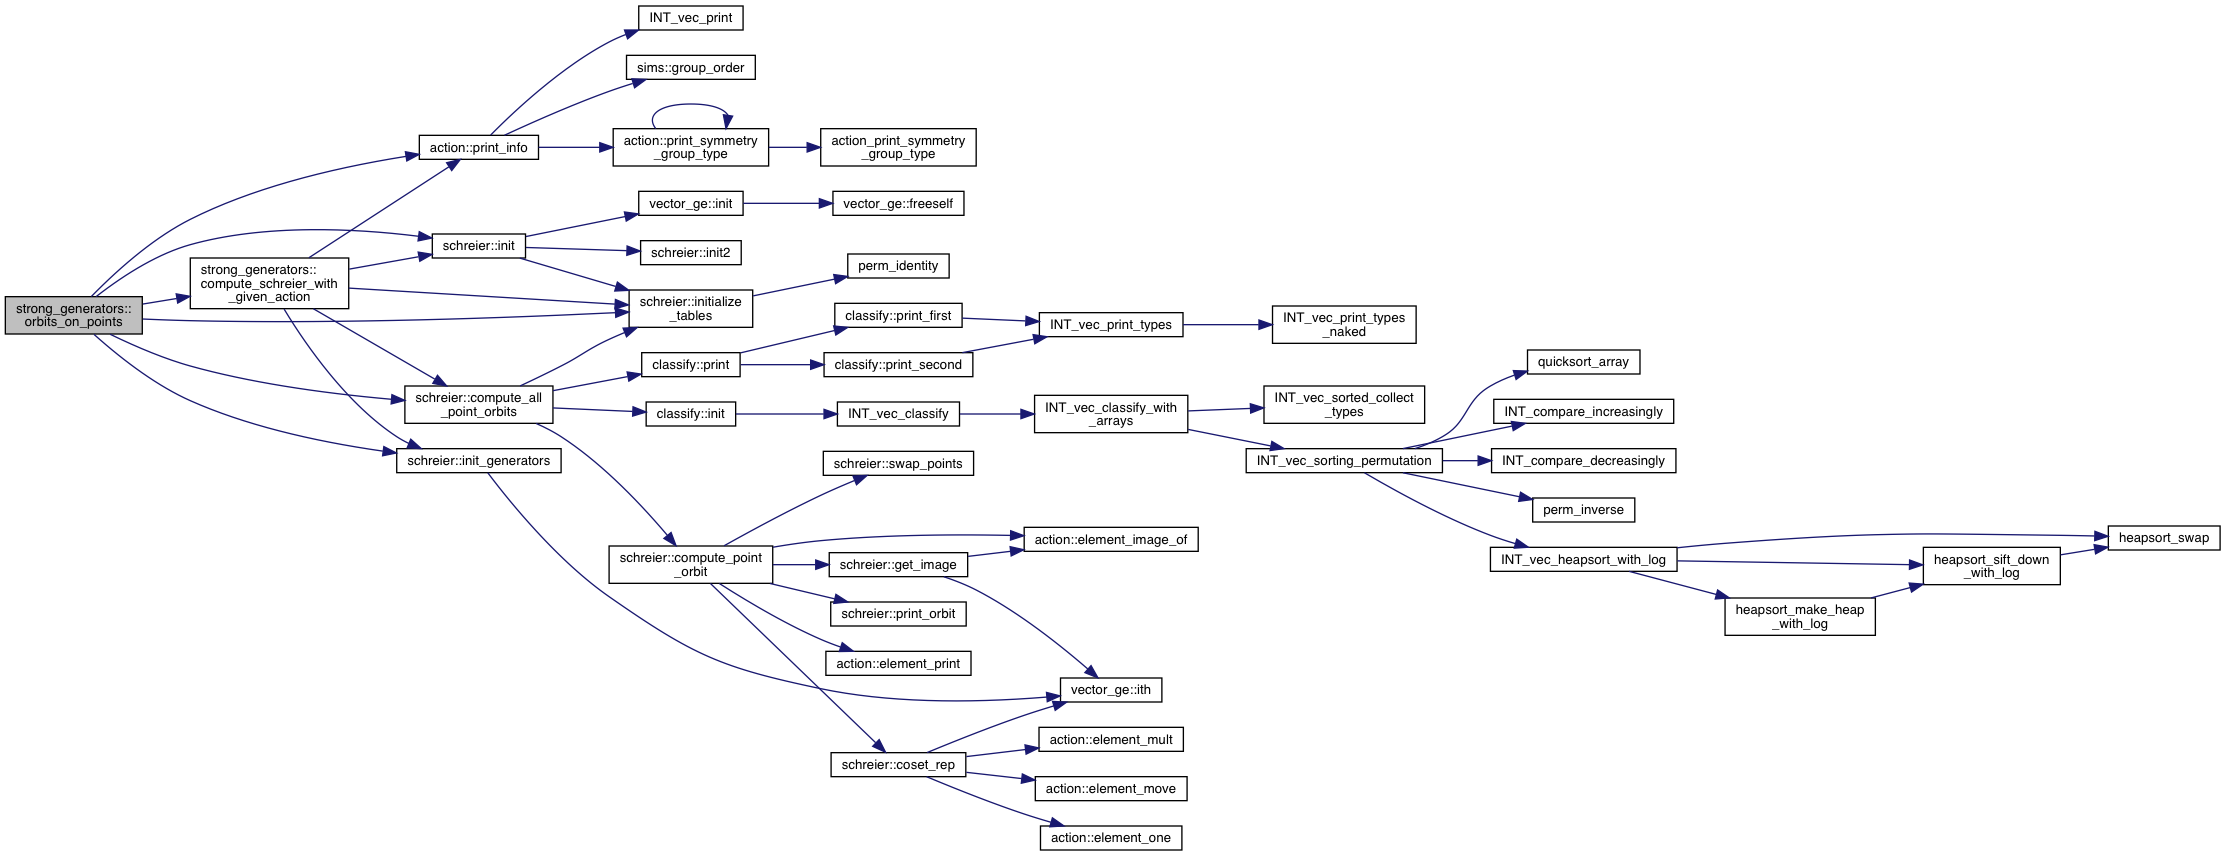 strong_generators::
orbits_on_points
strong_generators::
compute_schreier_with
_given_action
action::print_info
schreier::init
schreier::compute_all
_point_orbits
schreier::init_generators
INT_vec_print
sims::group_order
action::print_symmetry
_group_type
action_print_symmetry
_group_type
vector_ge::init
vector_ge::freeself
schreier::init2
schreier::initialize
_tables
perm_identity
classify::print
classify::print_first
classify::print_second
INT_vec_print_types
INT_vec_print_types
_naked
classify::init
INT_vec_classify
INT_vec_classify_with
_arrays
INT_vec_sorted_collect
_types
INT_vec_sorting_permutation
quicksort_array
INT_compare_increasingly
INT_compare_decreasingly
perm_inverse
INT_vec_heapsort_with_log
heapsort_make_heap
_with_log
heapsort_sift_down
_with_log
heapsort_swap
schreier::compute_point
_orbit
schreier::swap_points
schreier::get_image
action::element_image_of
schreier::print_orbit
action::element_print
schreier::coset_rep
vector_ge::ith
action::element_mult
action::element_move
action::element_one